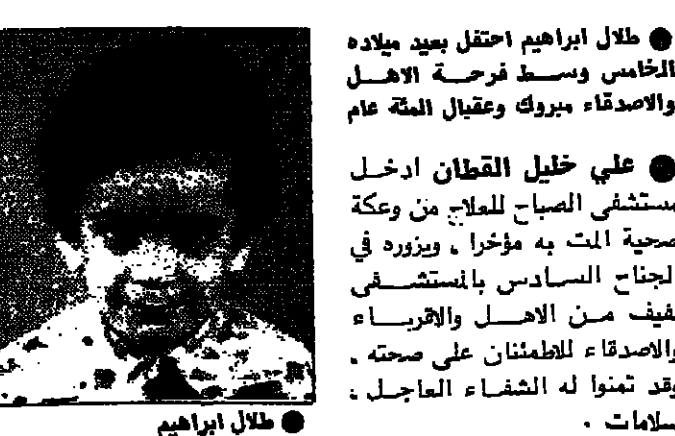 ● طلال ابراهيم احتفل بعيد ميلاده
الخامس وسط فرحة الاهل
والاصدقاء مبروك وعقبال المئة عام
● علي خليل القطان ادخل
مستشفى الصباح للعلاج من وعكة
صحية المت به مؤخرا ، ويزوره في
الجناح السادس بالمستشفى
لفيف من الاهل والاقرباء
والاصدقاء للاطمئنان على صحته .
وقد تمنوا له الشفاء العاجل ،
سلامات .
● طلال ابراهيم